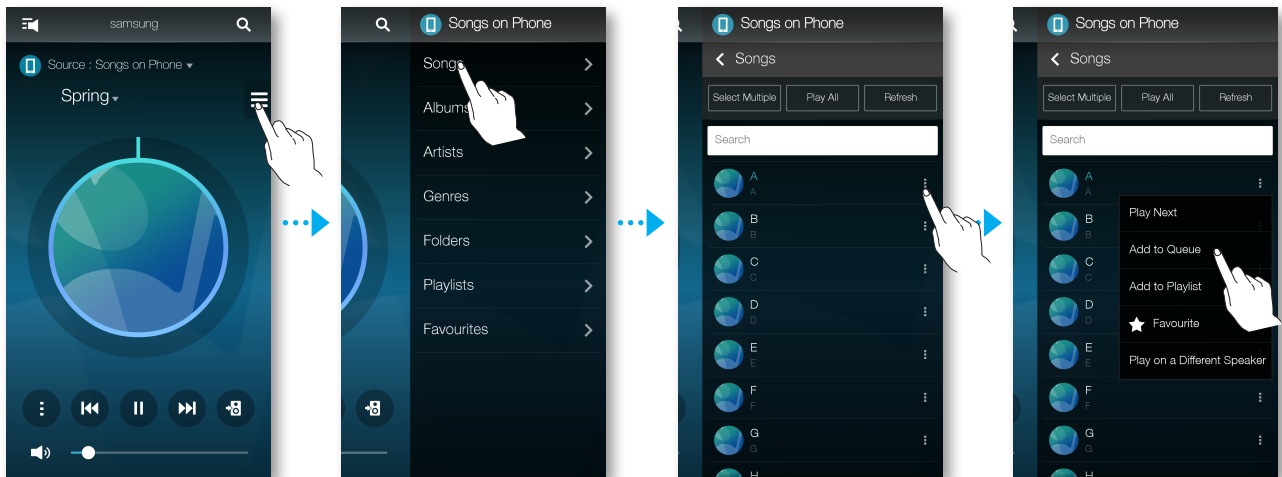 samsung
Source : Songs on Phone
Spring
Songs on Phone
Songs
Albums
Artists
Genres
Folders
Playlists
Favourites
Songs on Phone
Songs
Select Multiple Play All Refresh
Search
A
A
B
B
C
C
D
D
E
E
F
F
G
G
H
Songs on Phone
Songs
Select Multiple Play All Refresh
Search
A
A
B
B
C
C
D
D
E
E
F
F
G
G
H
Play Next
Add to Queue
Add to Playlist
Favourite
Play on a Different Speaker